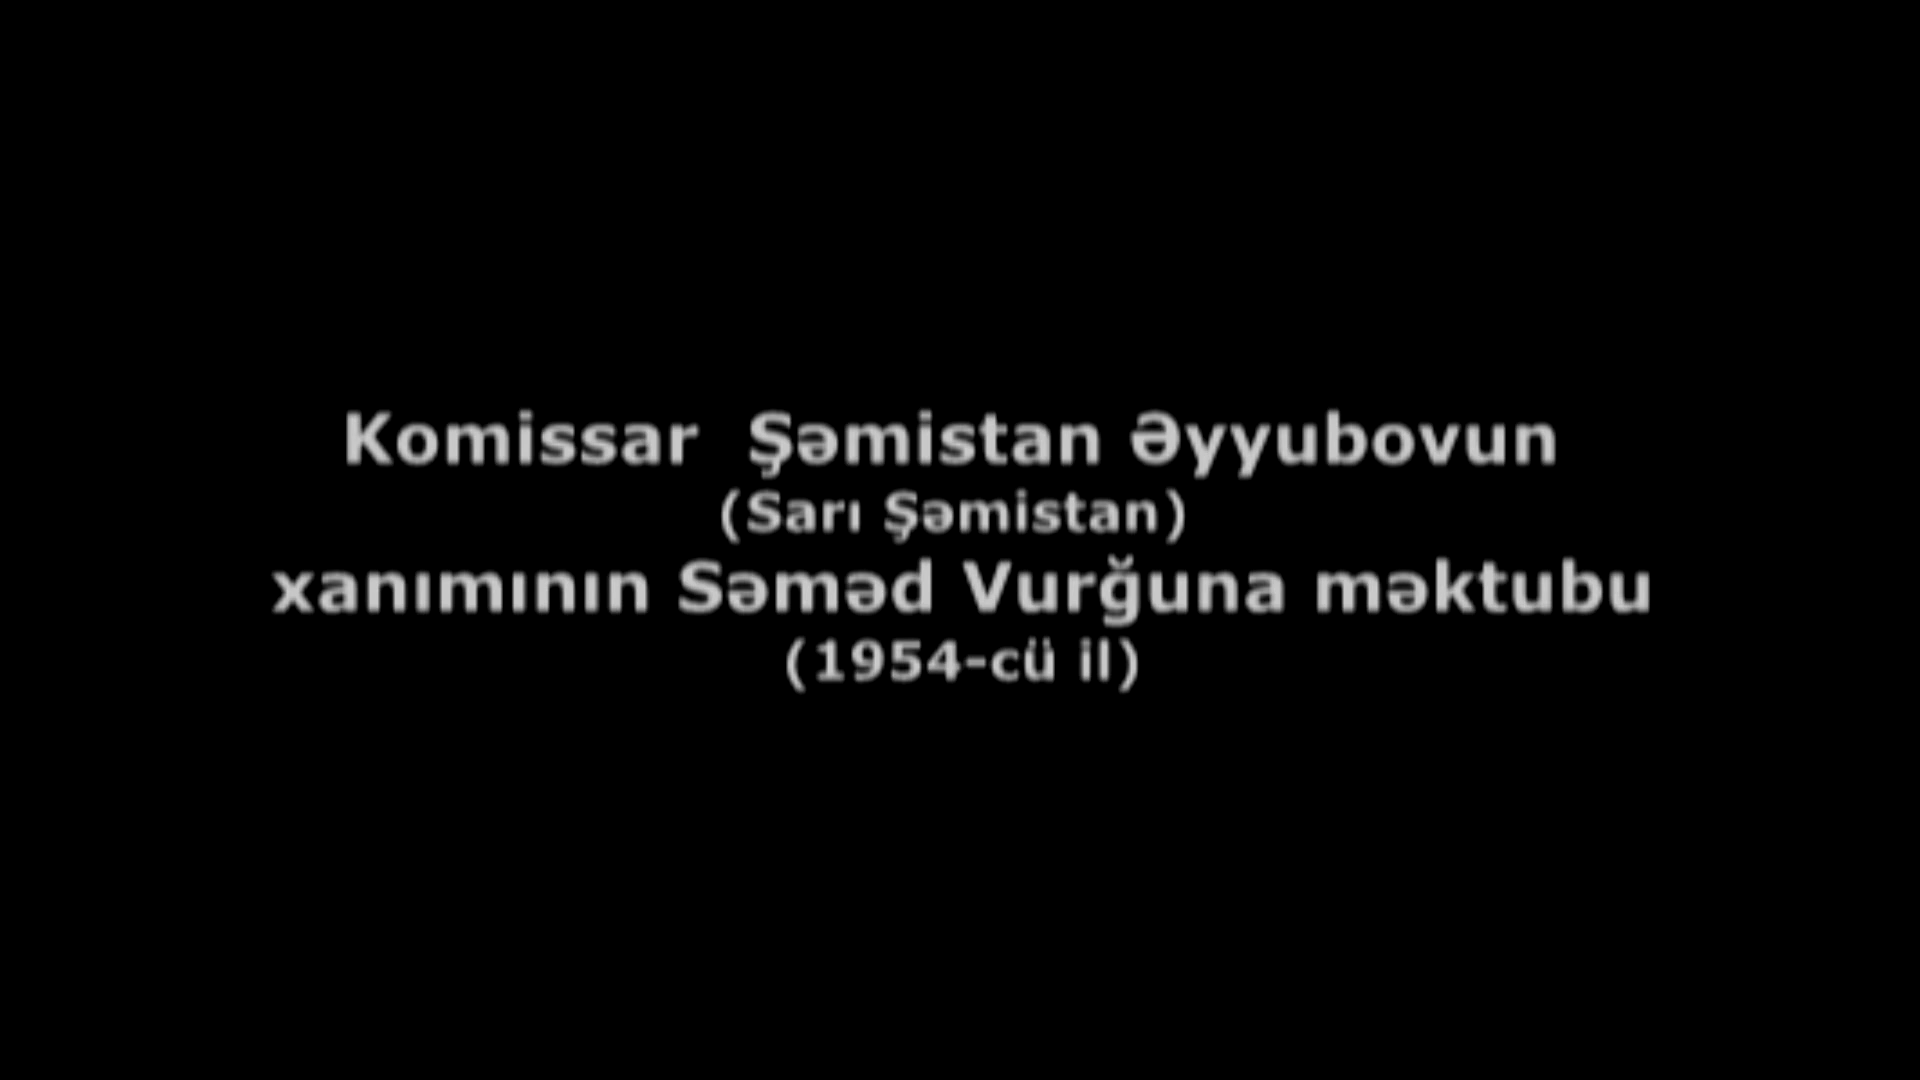 Komissar Şəmistan Əyyubovun
(Sarı Şəmistan)
xanımının Səməd Vurğuna məktubu
(1954-cü il)